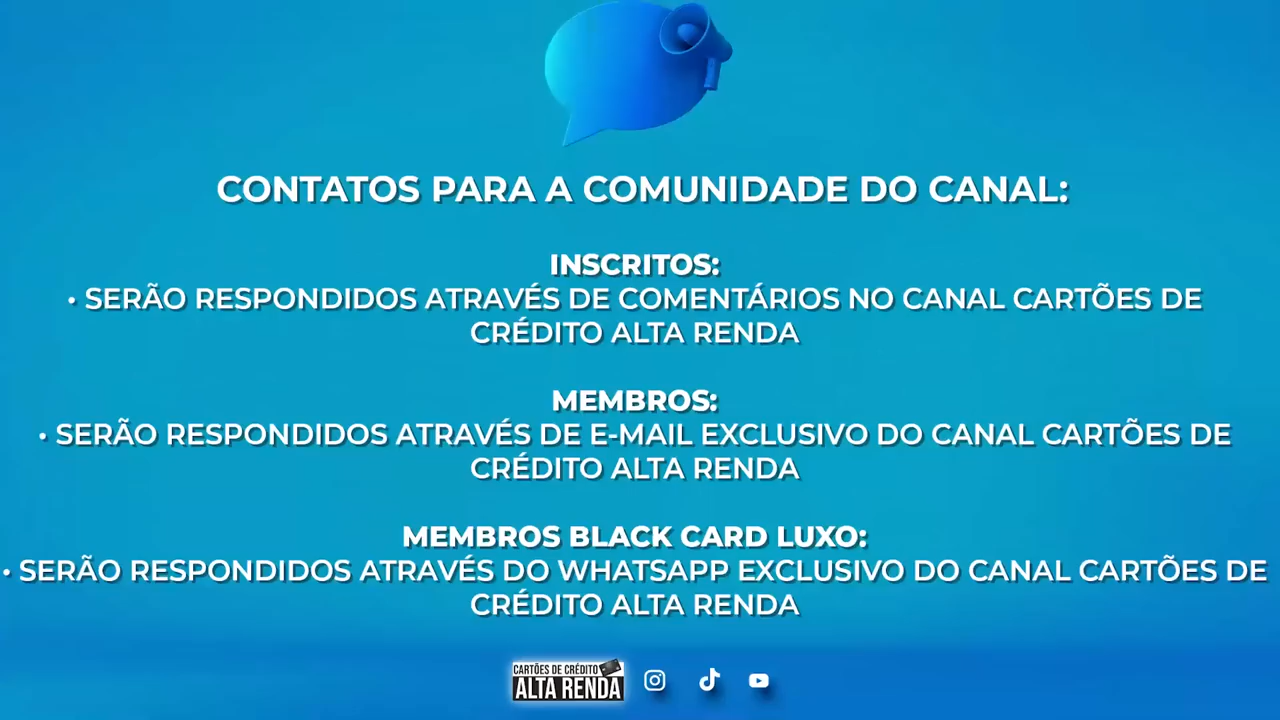 CONTATOS PARA A COMUNIDADE DO CANAL:
INSCRITOS:
• SERÃO RESPONDIDOS ATRAVÉS DE COMENTÁRIOS NO CANAL CARTÕES DE
CRÉDITO ALTA RENDA
MEMBROS:
• SERÃO RESPONDIDOS ATRAVÉS DE E-MAIL EXCLUSIVO DO CANAL CARTÕES DE
CRÉDITO ALTA RENDA
MEMBROS BLACK CARD LUXO:
• SERÃO RESPONDIDOS ATRAVÉS DO WHATSAPP EXCLUSIVO DO CANAL CARTÕES DE
CRÉDITO ALTA RENDA
CARTÕES DE CRÉDITO
ALTA RENDA